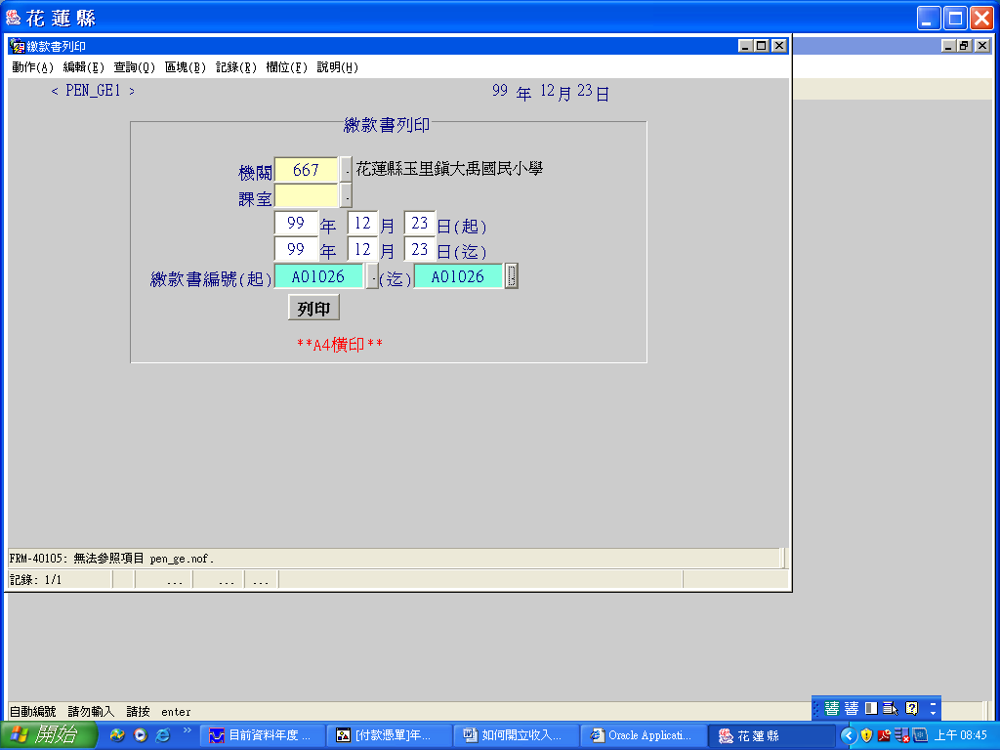 花蓮縣
繳款書列印
動作(A) 編輯(E) 查詢(Q) 區塊(B) 記錄(R) 欄位(F) 說明(H)
< PEN_GE1 > 99 年 12 月 23 日
繳款書列印
機關 667 花蓮縣玉里鎮大禹國民小學
課室
99 年 12 月 23 日(起)
99 年 12 月 23 日(迄)
繳款書編號(起) A01026 (迄) A01026
列印
**A4橫印**
FRM-40105: 無法參照項目 pen_ge.nof.
記錄: 1/1 ... ... ...
自動編號 請勿輸入 請按 enter
開始 目前資料年度 ... [付款憑單]年... 如何開立收入... Oracle Applicati... 花蓮縣 上午 08:45